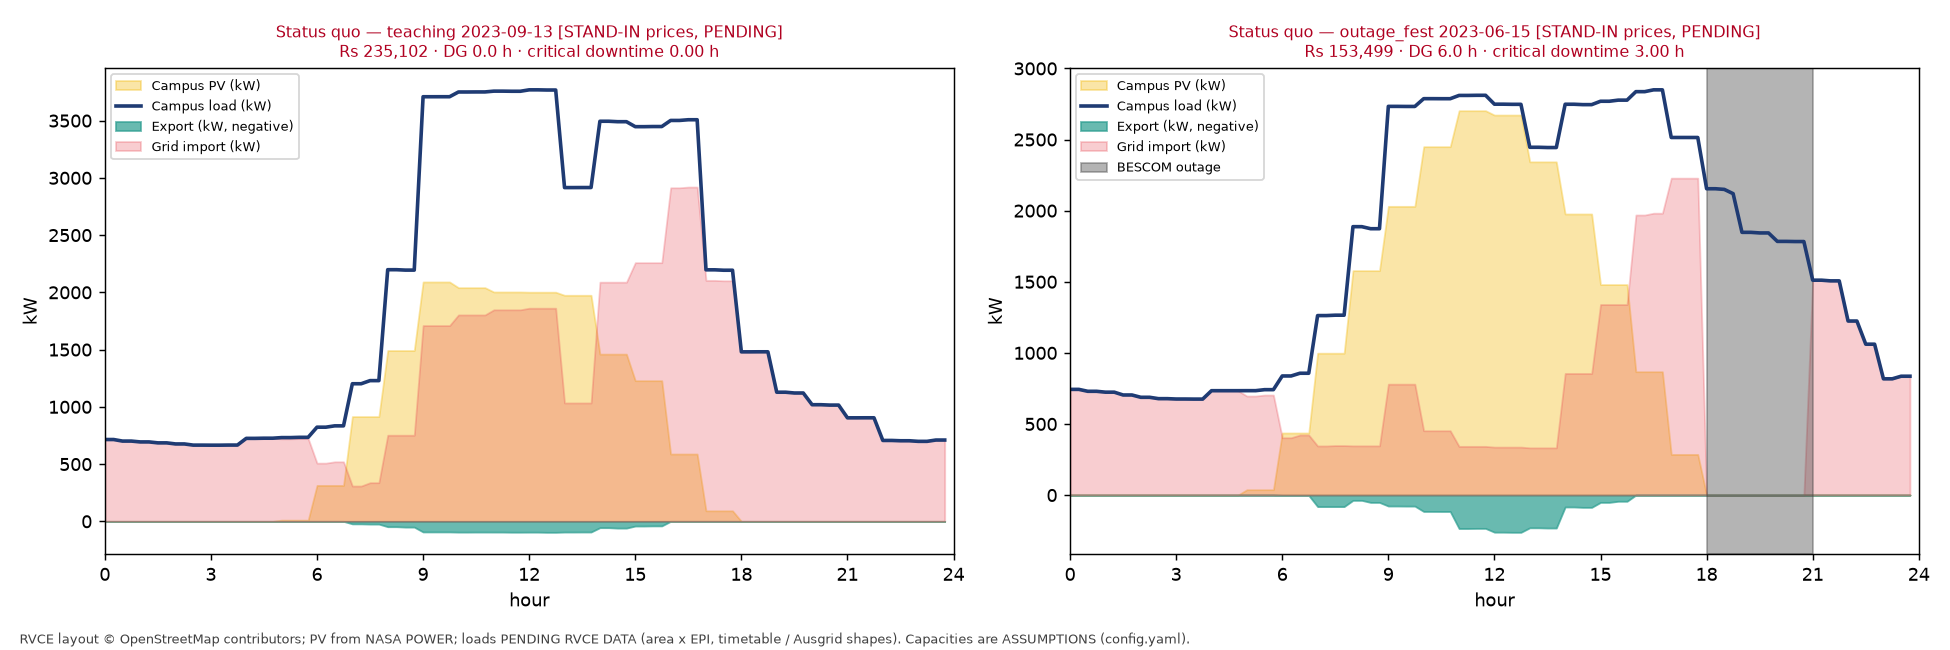 Status quo — teaching 2023-09-13 [STAND-IN prices, PENDING]
Rs 235,102 · DG 0.0 h · critical downtime 0.00 h
Campus PV (kW)
Campus load (kW)
Export (kW, negative)
Grid import (kW)
kW
3500
3000
2500
2000
1500
1000
500
0
0 3 6 9 12 15 18 21 24
hour
Status quo — outage_fest 2023-06-15 [STAND-IN prices, PENDING]
Rs 153,499 · DG 6.0 h · critical downtime 3.00 h
Campus PV (kW)
Campus load (kW)
Export (kW, negative)
Grid import (kW)
BESCOM outage
kW
3000
2500
2000
1500
1000
500
0
0 3 6 9 12 15 18 21 24
hour
RVCE layout © OpenStreetMap contributors; PV from NASA POWER; loads PENDING RVCE DATA (area x EPI, timetable / Ausgrid shapes). Capacities are ASSUMPTIONS (config.yaml).